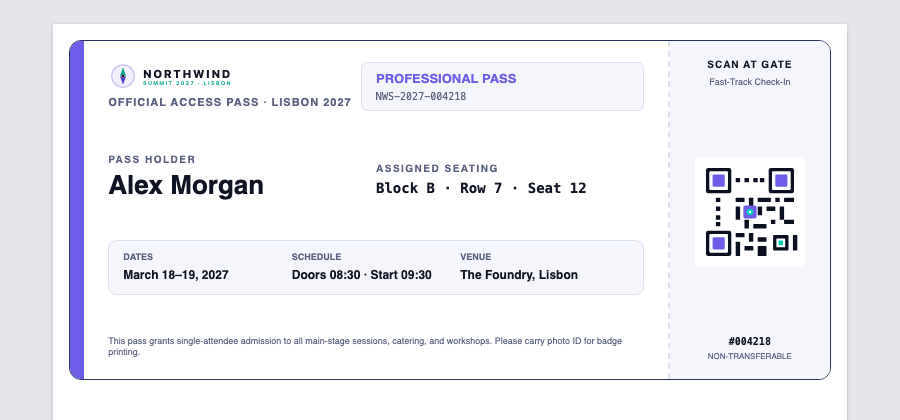 NORTHWIND
SUMMIT 2027 · LISBON
OFFICIAL ACCESS PASS · LISBON 2027
PROFESSIONAL PASS
NWS-2027-004218
PASS HOLDER
Alex Morgan
ASSIGNED SEATING
Block B · Row 7 · Seat 12
DATES
March 18–19, 2027
SCHEDULE
Doors 08:30 · Start 09:30
VENUE
The Foundry, Lisbon
This pass grants single-attendee admission to all main-stage sessions, catering, and workshops. Please carry photo ID for badge
printing.
SCAN AT GATE
Fast-Track Check-In
#004218
NON-TRANSFERABLE